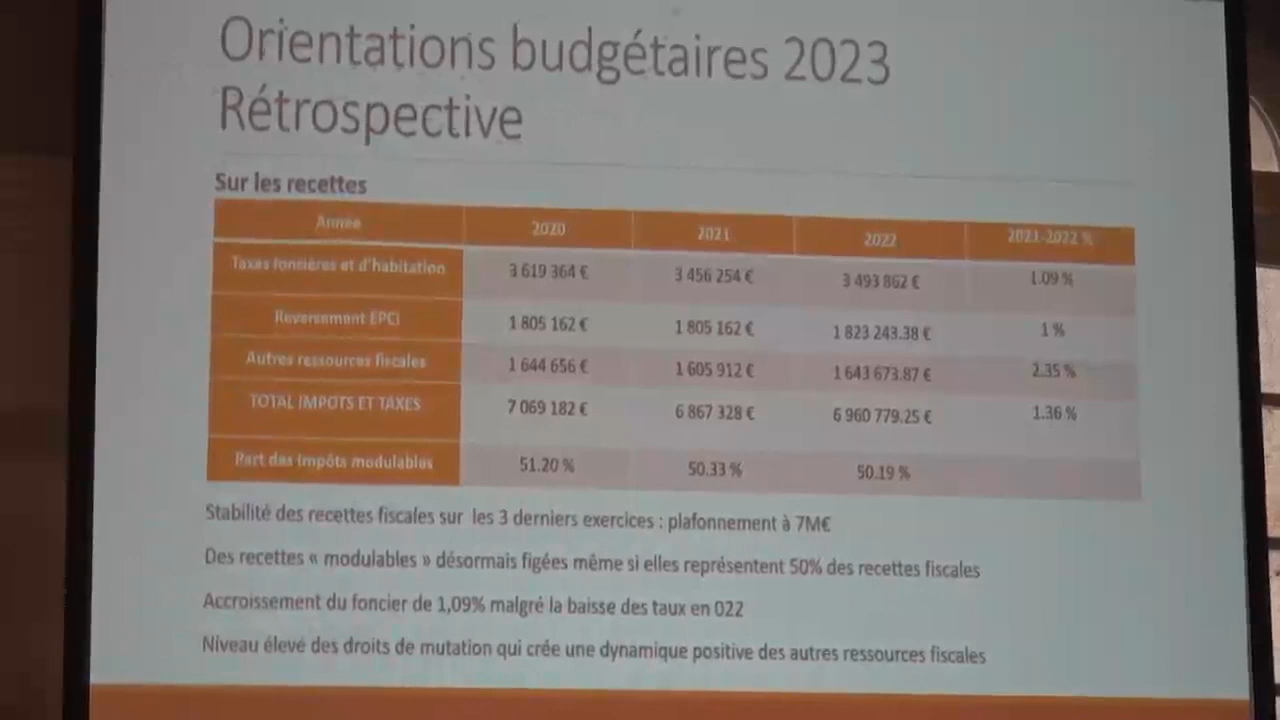 Orientations budgétaires 2023
Rétrospective
Sur les recettes
Année 2020 2021 2022 2021-2022 %
Taxes foncières et d'habitation 3 619 364 € 3 456 254 € 3 493 862 € 1.09 %
Reversement EPCI 1 805 162 € 1 805 162 € 1 823 243.38 € 1 %
Autres ressources fiscales 1 644 656 € 1 605 912 € 1 643 673.87 € 2.35 %
TOTAL IMPOTS ET TAXES 7 069 182 € 6 867 328 € 6 960 779.25 € 1.36 %
Part des impôts modulables 51.20 % 50.33 % 50.19 %
Stabilité des recettes fiscales sur les 3 derniers exercices : plafonnement à 7M€
Des recettes « modulables » désormais figées même si elles représentent 50% des recettes fiscales
Accroissement du foncier de 1,09% malgré la baisse des taux en 022
Niveau élevé des droits de mutation qui crée une dynamique positive des autres ressources fiscales